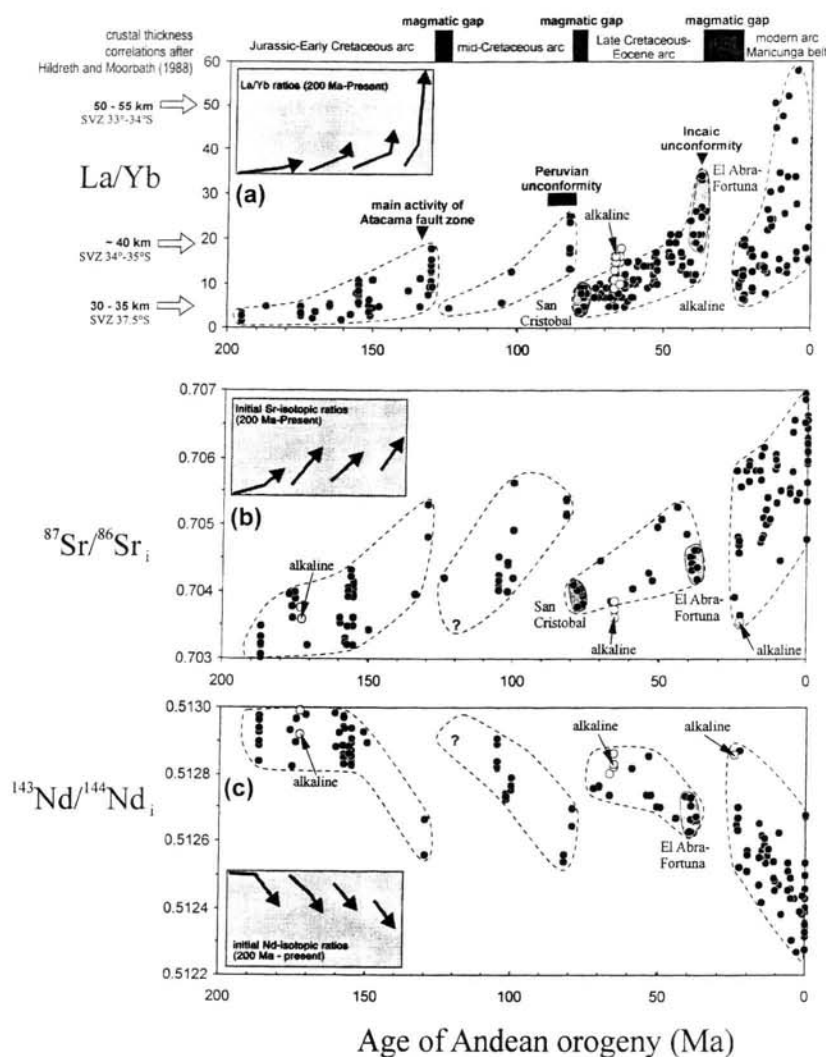 crustal thickness
correlations after
Hildreth and Moorbath (1988)
magmatic gap
magmatic gap
magmatic gap
Jurassic-Early Cretaceous arc
mid-Cretaceous arc
Late Cretaceous-
Eocene arc
modern arc
Maricunga belt
60
50
40
30
20
10
0
50 - 55 km
SVZ 33°-34°S
~ 40 km
SVZ 34°-35°S
30 - 35 km
SVZ 37.5°S
La/Yb
La/Yb ratios (200 Ma-Present)
(a)
main activity of
Atacama fault zone
Peruvian
unconformity
alkaline
Incaic
unconformity
El Abra-
Fortuna
San
Cristobal
alkaline
200
150
100
50
0
0.707
0.706
0.705
0.704
0.703
87Sr/86Sr i
Initial Sr-isotopic ratios
(200 Ma-Present)
(b)
alkaline
?
San
Cristobal
alkaline
El Abra-
Fortuna
alkaline
200
150
100
50
0
0.5130
0.5128
0.5126
0.5124
0.5122
143Nd/144Nd i
(c)
alkaline
?
alkaline
El Abra-
Fortuna
alkaline
initial Nd-isotopic ratios
(200 Ma - present)
200
150
100
50
0
Age of Andean orogeny (Ma)